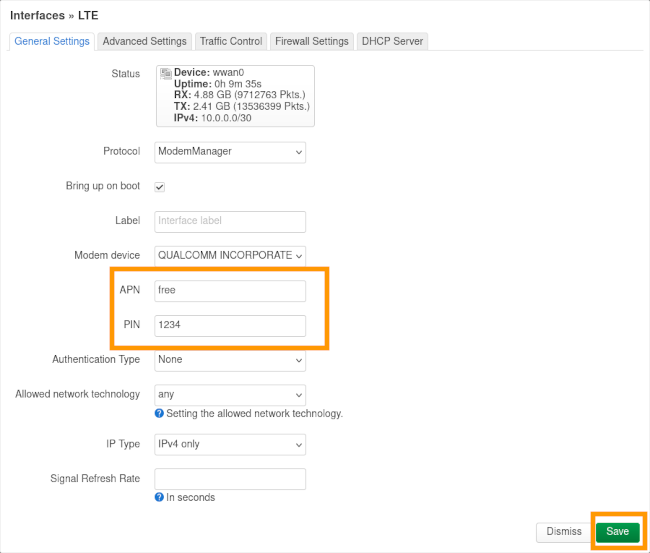 Interfaces » LTE
General Settings Advanced Settings Traffic Control Firewall Settings DHCP Server
Status
Device: wwan0
Uptime: 0h 9m 35s
RX: 4.88 GB (9712763 Pkts.)
TX: 2.41 GB (13536399 Pkts.)
IPv4: 10.0.0.0/30
Protocol ModemManager
Bring up on boot
Label Interface label
Modem device QUALCOMM INCORPORATE
APN free
PIN 1234
Authentication Type None
Allowed network technology any
Setting the allowed network technology.
IP Type IPv4 only
Signal Refresh Rate
In seconds
Dismiss Save